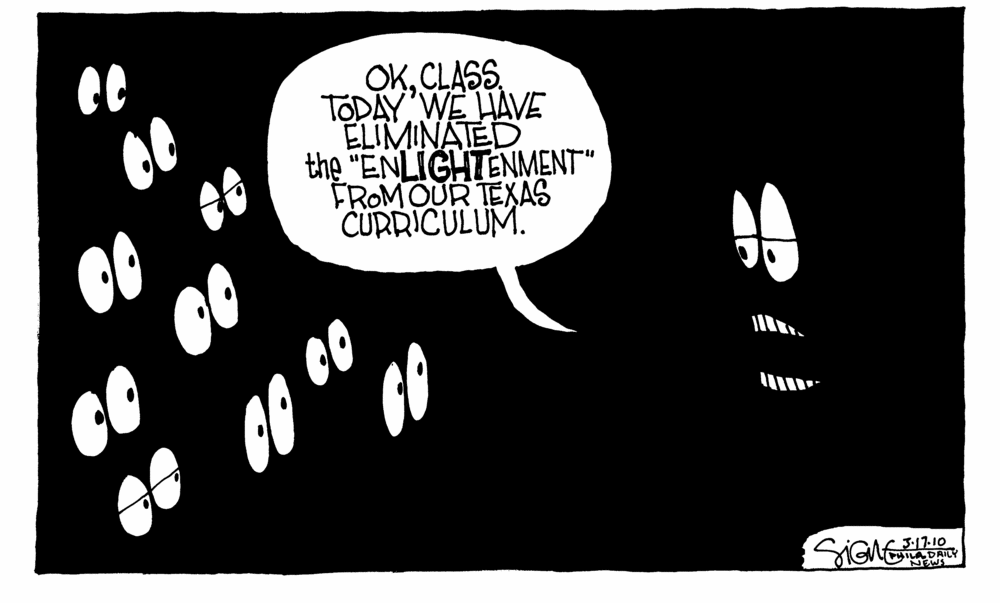 OK, CLASS.
TODAY WE HAVE
ELIMINATED
the "ENLIGHTENMENT"
FROM OUR TEXAS
CURRICULUM.
SIGNE 3·17·10
PHILA DAILY
NEWS